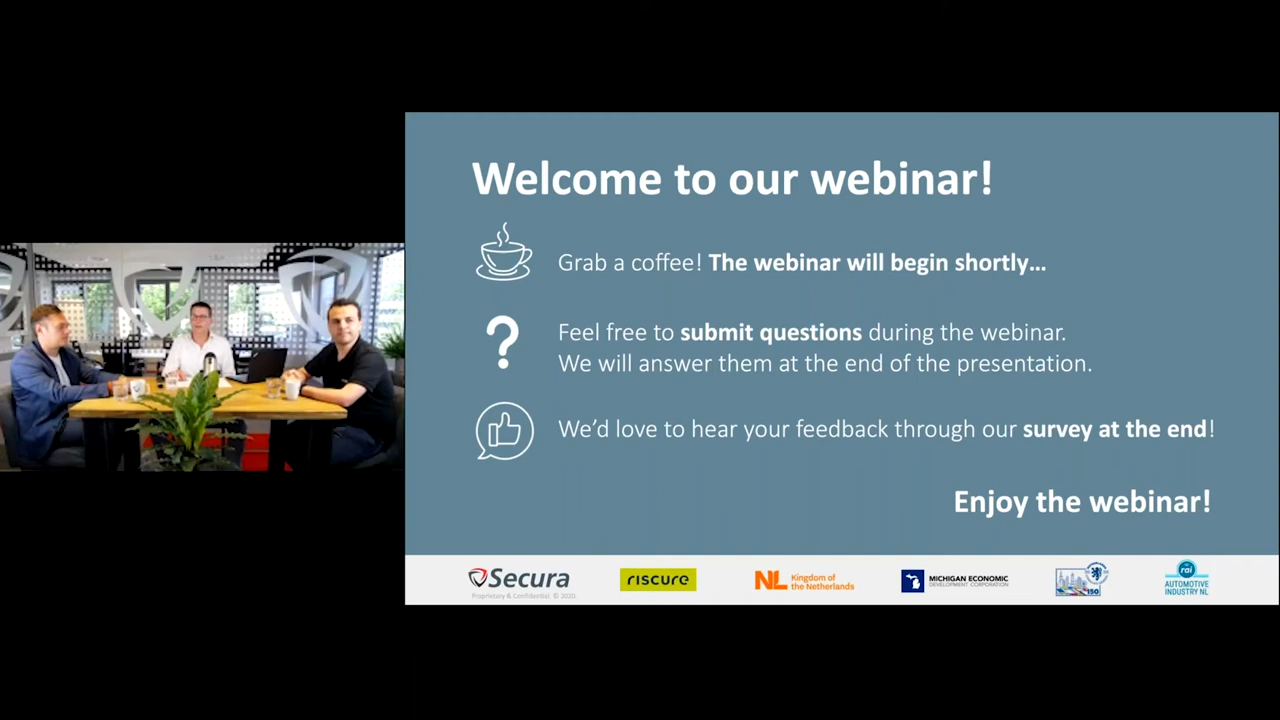 Welcome to our webinar!
Grab a coffee! The webinar will begin shortly...
?
Feel free to submit questions during the webinar.
We will answer them at the end of the presentation.
We'd love to hear your feedback through our survey at the end!
Enjoy the webinar!
Secura
Proprietary & Confidential. © 2020.
riscure
NL Kingdom of
the Netherlands
MICHIGAN ECONOMIC
DEVELOPMENT CORPORATION
150
rai
AUTOMOTIVE
INDUSTRY NL